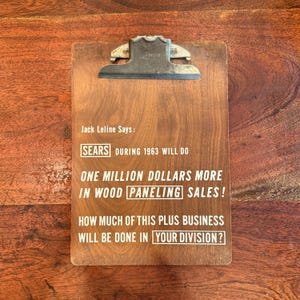 Jack Leline Says:
SEARS DURING 1963 WILL DO
ONE MILLION DOLLARS MORE
IN WOOD PANELING SALES!
HOW MUCH OF THIS PLUS BUSINESS
WILL BE DONE IN YOUR DIVISION?